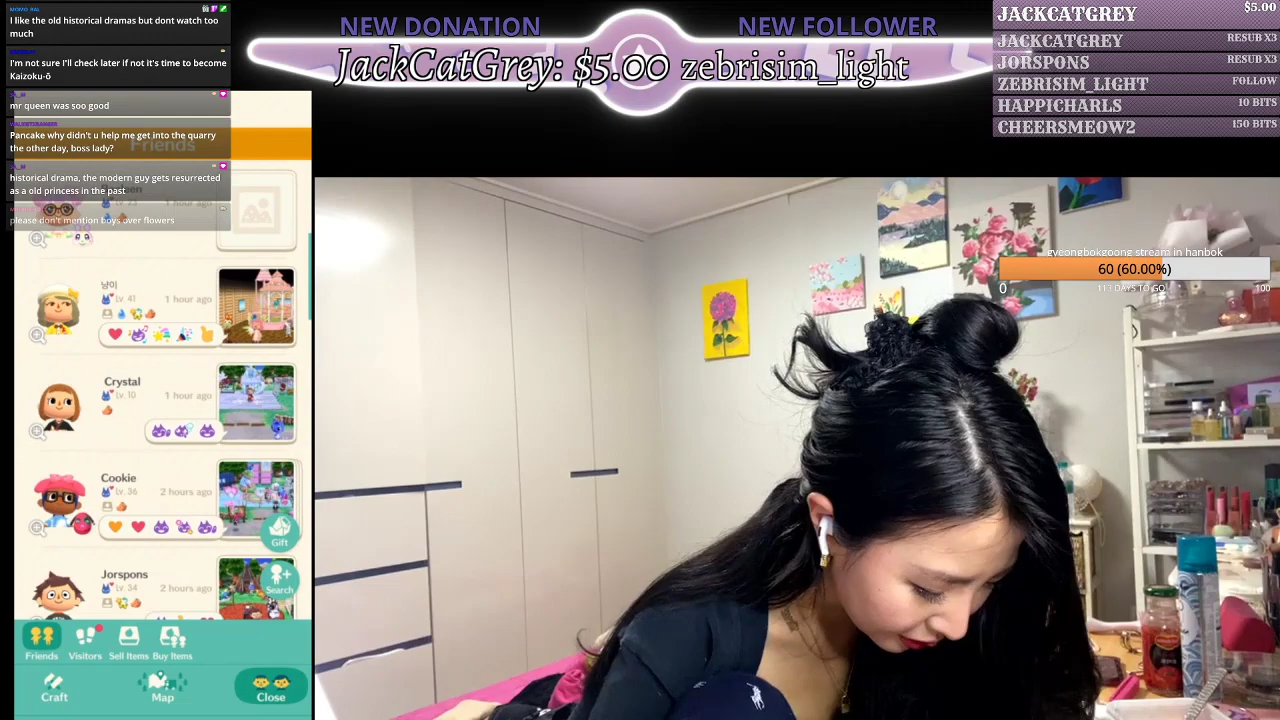 I like the old historical dramas but dont watch too
much
I'm not sure I'll check later if not it's time to become
Kaizoku-ō
mr queen was soo good
Pancake why didn't u help me get into the quarry
the other day, boss lady?
historical drama, the modern guy gets resurrected
as a old princess in the past
please don't mention boys over flowers
NEW DONATION
NEW FOLLOWER
JackCatGrey: $5.00 zebrisim_light
JACKCATGREY $5.00
JACKCATGREY RESUB X3
JORSPONS RESUB X3
ZEBRISIM_LIGHT FOLLOW
HAPPICHARLS 10 BITS
CHEERSMEOW2 150 BITS
gyeongbokgoong stream in hanbok
60 (60.00%)
0
113 DAYS TO GO
100
Friends
낭이
Lv. 41
1 hour ago
Crystal
Lv. 10
1 hour ago
Cookie
Lv. 36
2 hours ago
Gift
Jorspons
Lv. 34
2 hours ago
Search
Friends
Visitors
Sell Items
Buy Items
Craft
Map
Close